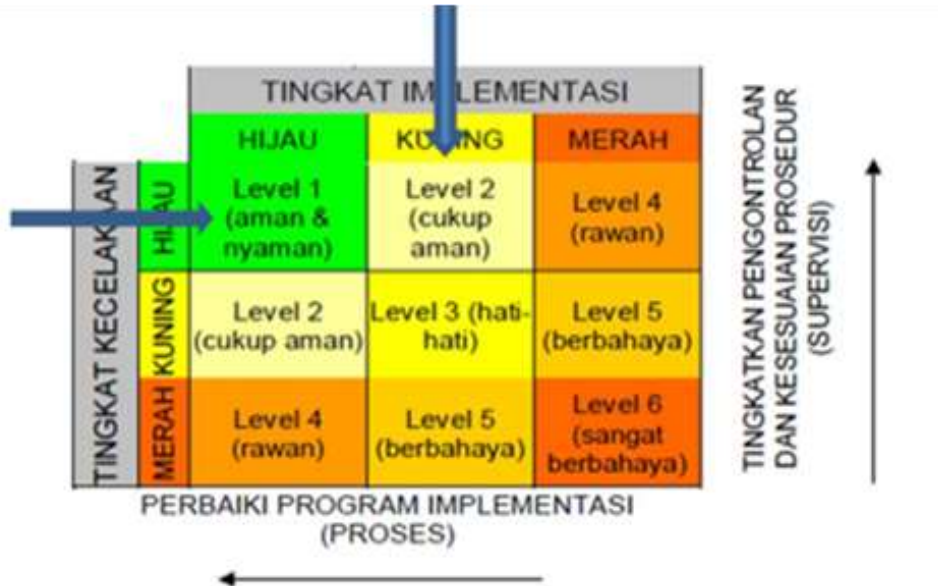 TINGKAT IMPLEMENTASI
HIJAU
KUNING
MERAH
TINGKAT KECELAKAAN
HIJAU
Level 1
(aman &
nyaman)
Level 2
(cukup
aman)
Level 4
(rawan)
KUNING
Level 2
(cukup aman)
Level 3 (hati-
hati)
Level 5
(berbahaya)
MERAH
Level 4
(rawan)
Level 5
(berbahaya)
Level 6
(sangat
berbahaya)
PERBAIKI PROGRAM IMPLEMENTASI
(PROSES)
TINGKATKAN PENGONTROLAN
DAN KESESUAIAN PROSEDUR
(SUPERVISI)